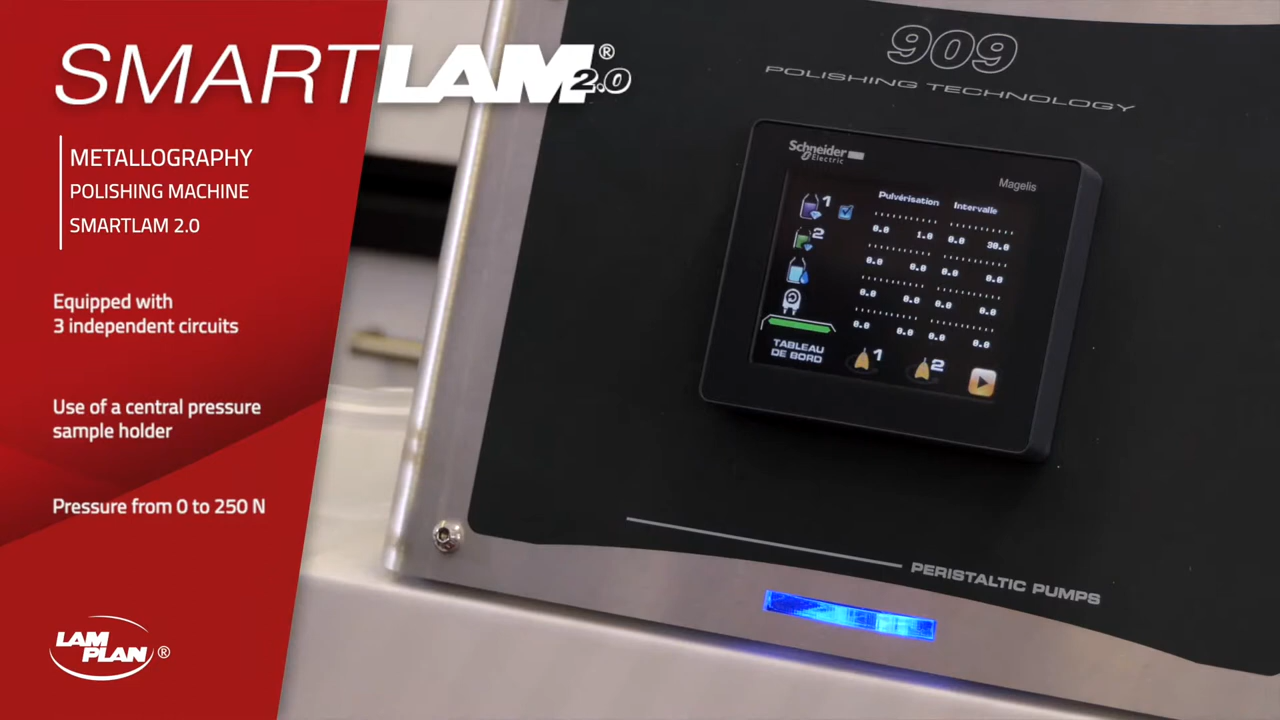 SMARTLAM® 2.0
METALLOGRAPHY
POLISHING MACHINE
SMARTLAM 2.0
Equipped with
3 independent circuits
Use of a central pressure
sample holder
Pressure from 0 to 250 N
LAM
PLAN ®
909
POLISHING TECHNOLOGY
Schneider
Electric
Magelis
Pulvérisation Intervalle
1
0.0 1.0 0.0 30.0
2
0.0 0.0 0.0 0.0
0.0 0.0 0.0 0.0
0.0 0.0 0.0 0.0
TABLEAU
DE BORD
1 2
PERISTALTIC PUMPS